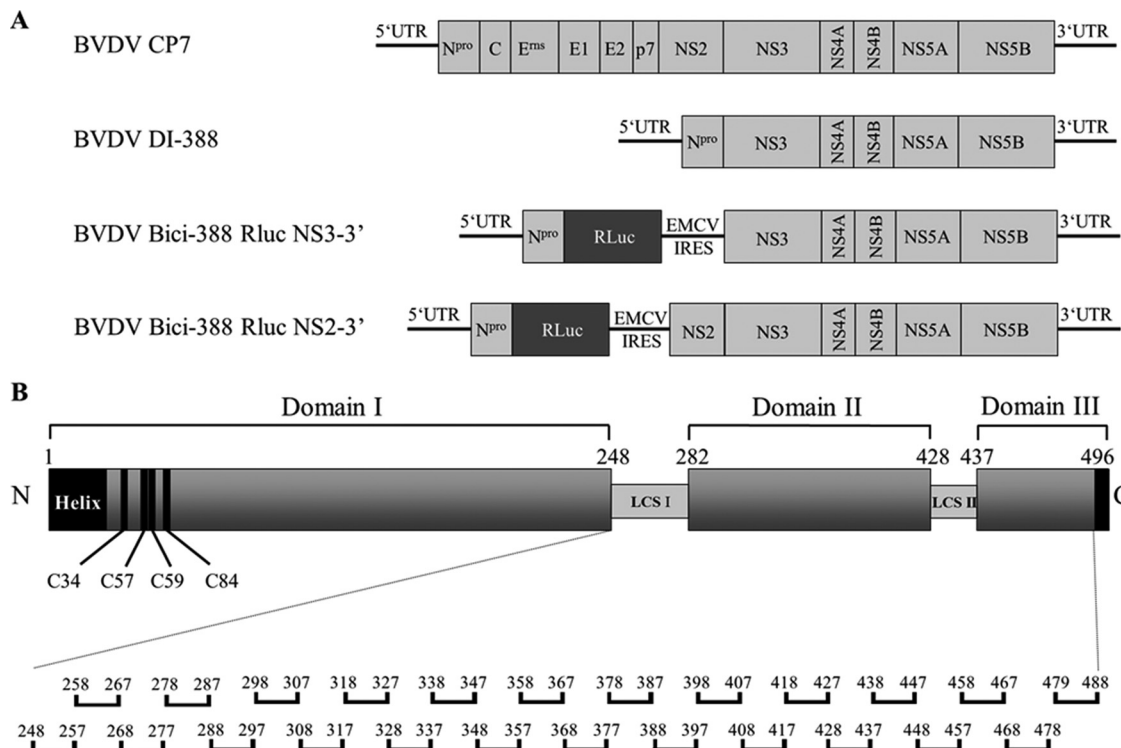 A
BVDV CP7
5‘UTR
Nᵖʳᵒ C Eʳⁿˢ E1 E2 p7 NS2 NS3 NS4A NS4B NS5A NS5B
3‘UTR
BVDV DI-388
5‘UTR
Nᵖʳᵒ NS3 NS4A NS4B NS5A NS5B
3‘UTR
BVDV Bici-388 Rluc NS3-3’
5‘UTR
Nᵖʳᵒ RLuc
EMCV
IRES
NS3 NS4A NS4B NS5A NS5B
3‘UTR
BVDV Bici-388 Rluc NS2-3’
5‘UTR
Nᵖʳᵒ RLuc
EMCV
IRES
NS2 NS3 NS4A NS4B NS5A NS5B
3‘UTR
B
Domain I Domain II Domain III
1 248 282 428 437 496
N Helix LCS I LCS II
C34 C57 C59 C84
258 267 278 287 298 307 318 327 338 347 358 367 378 387 398 407 418 427 438 447 458 467 479 488
248 257 268 277 288 297 308 317 328 337 348 357 368 377 388 397 408 417 428 437 448 457 468 478